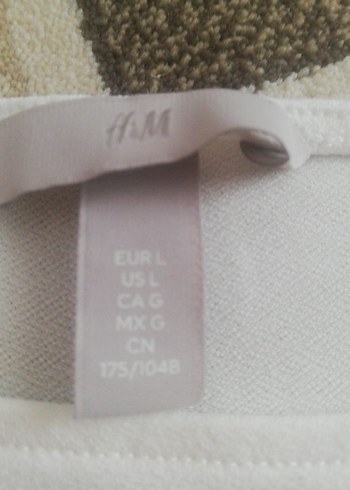 H&M
EUR L
US L
CA G
MX G
CN
175/104B